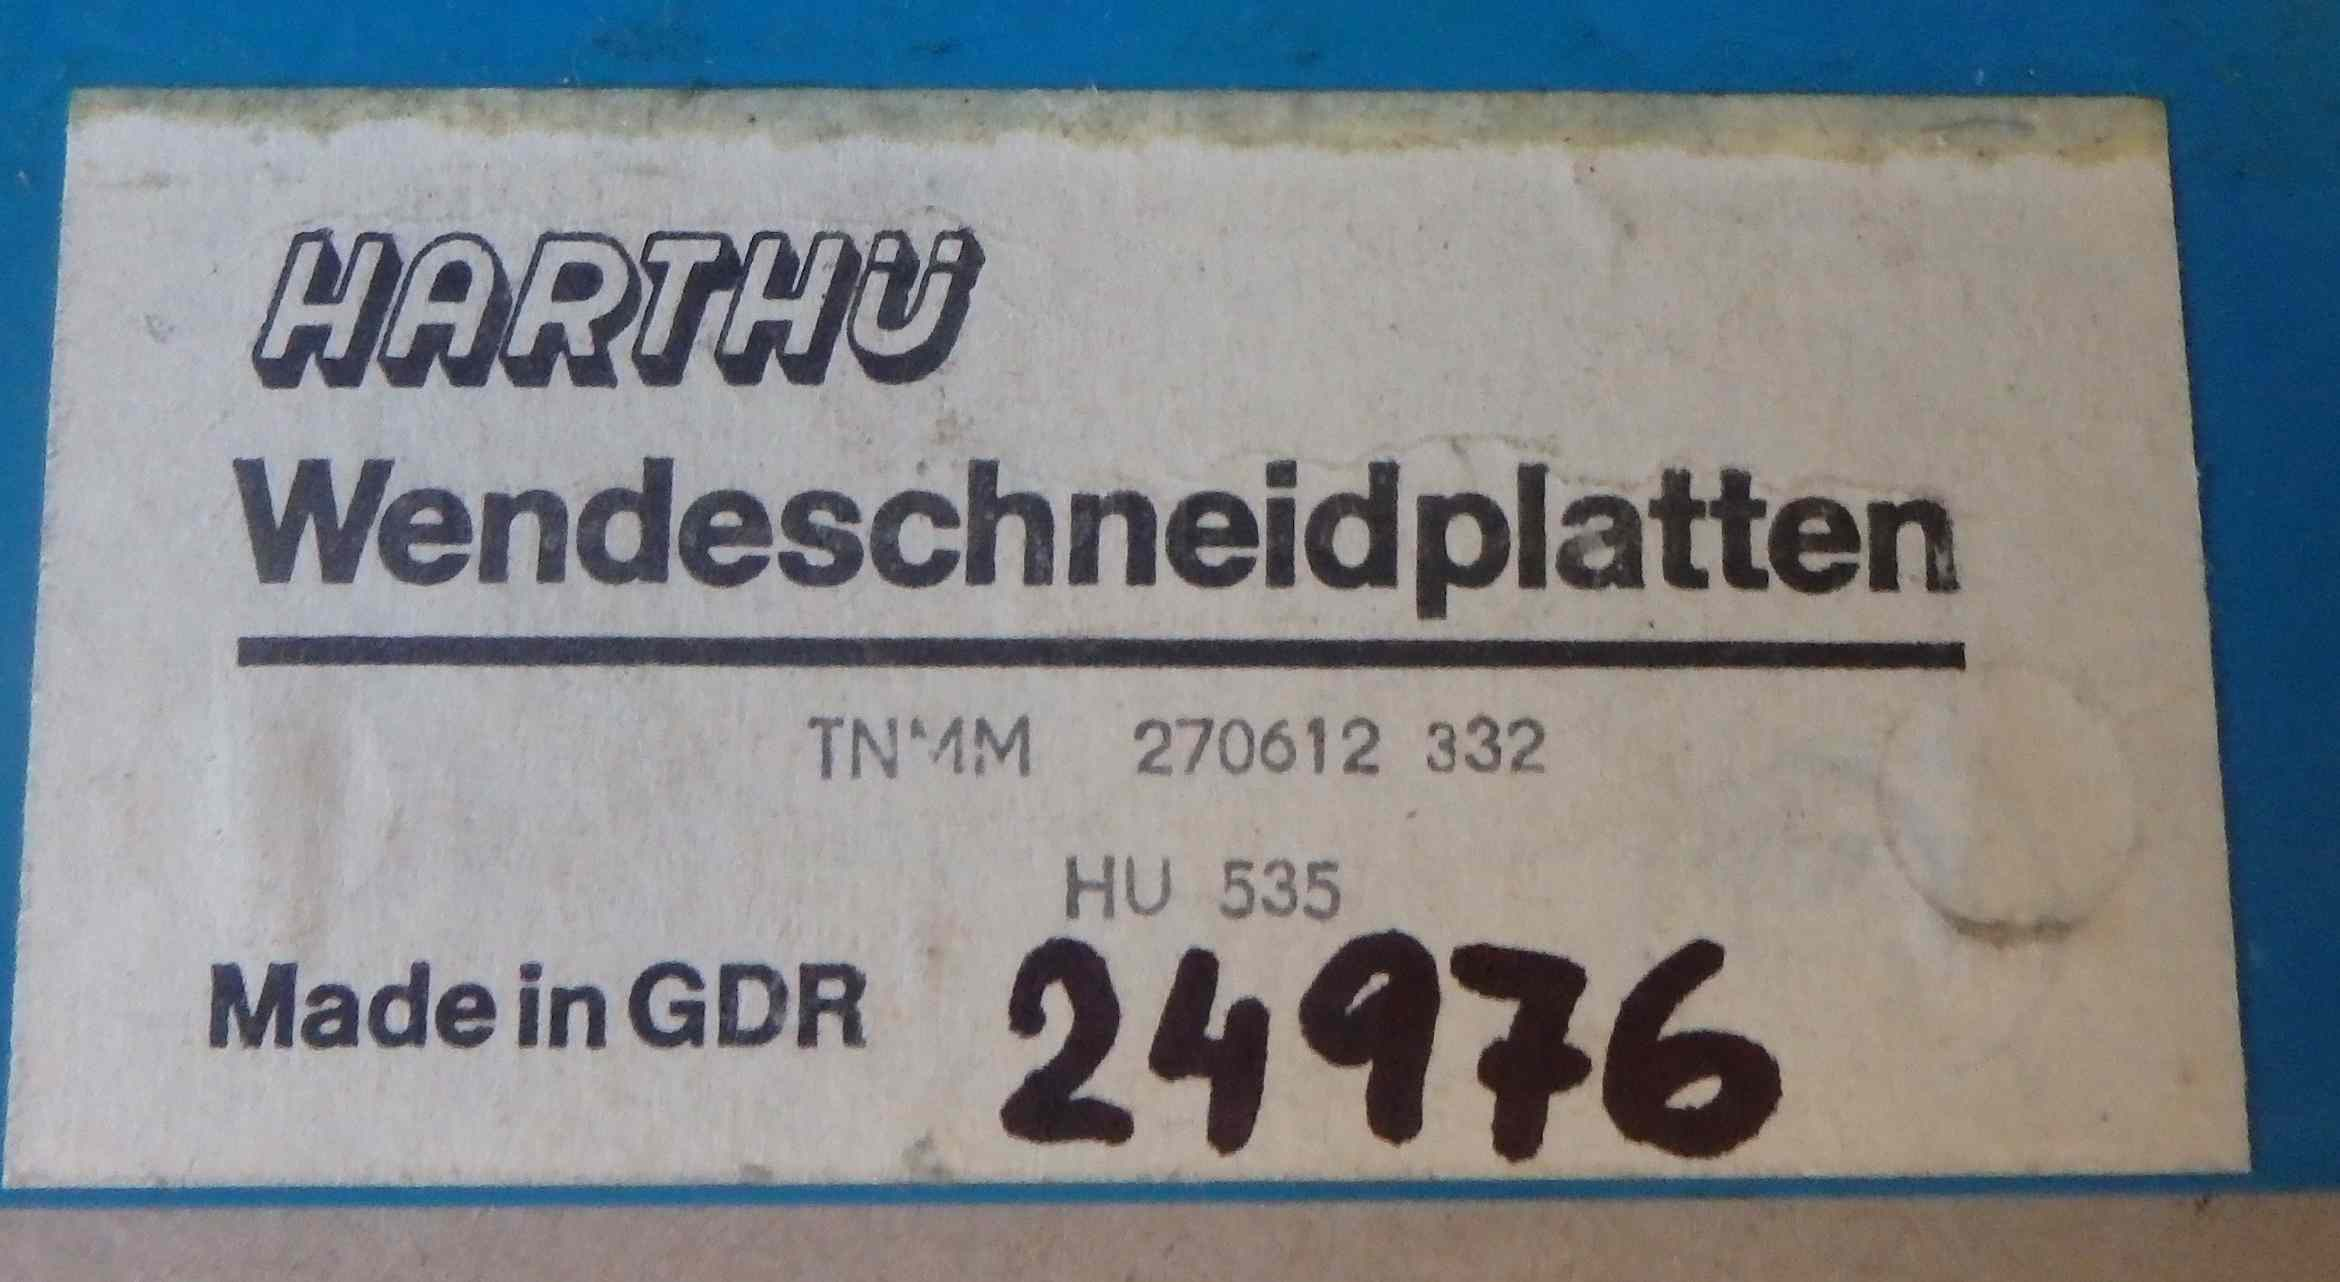 HARTHÜ
Wendeschneidplatten
TNMM 270612 332
HU 535
Made in GDR 24976